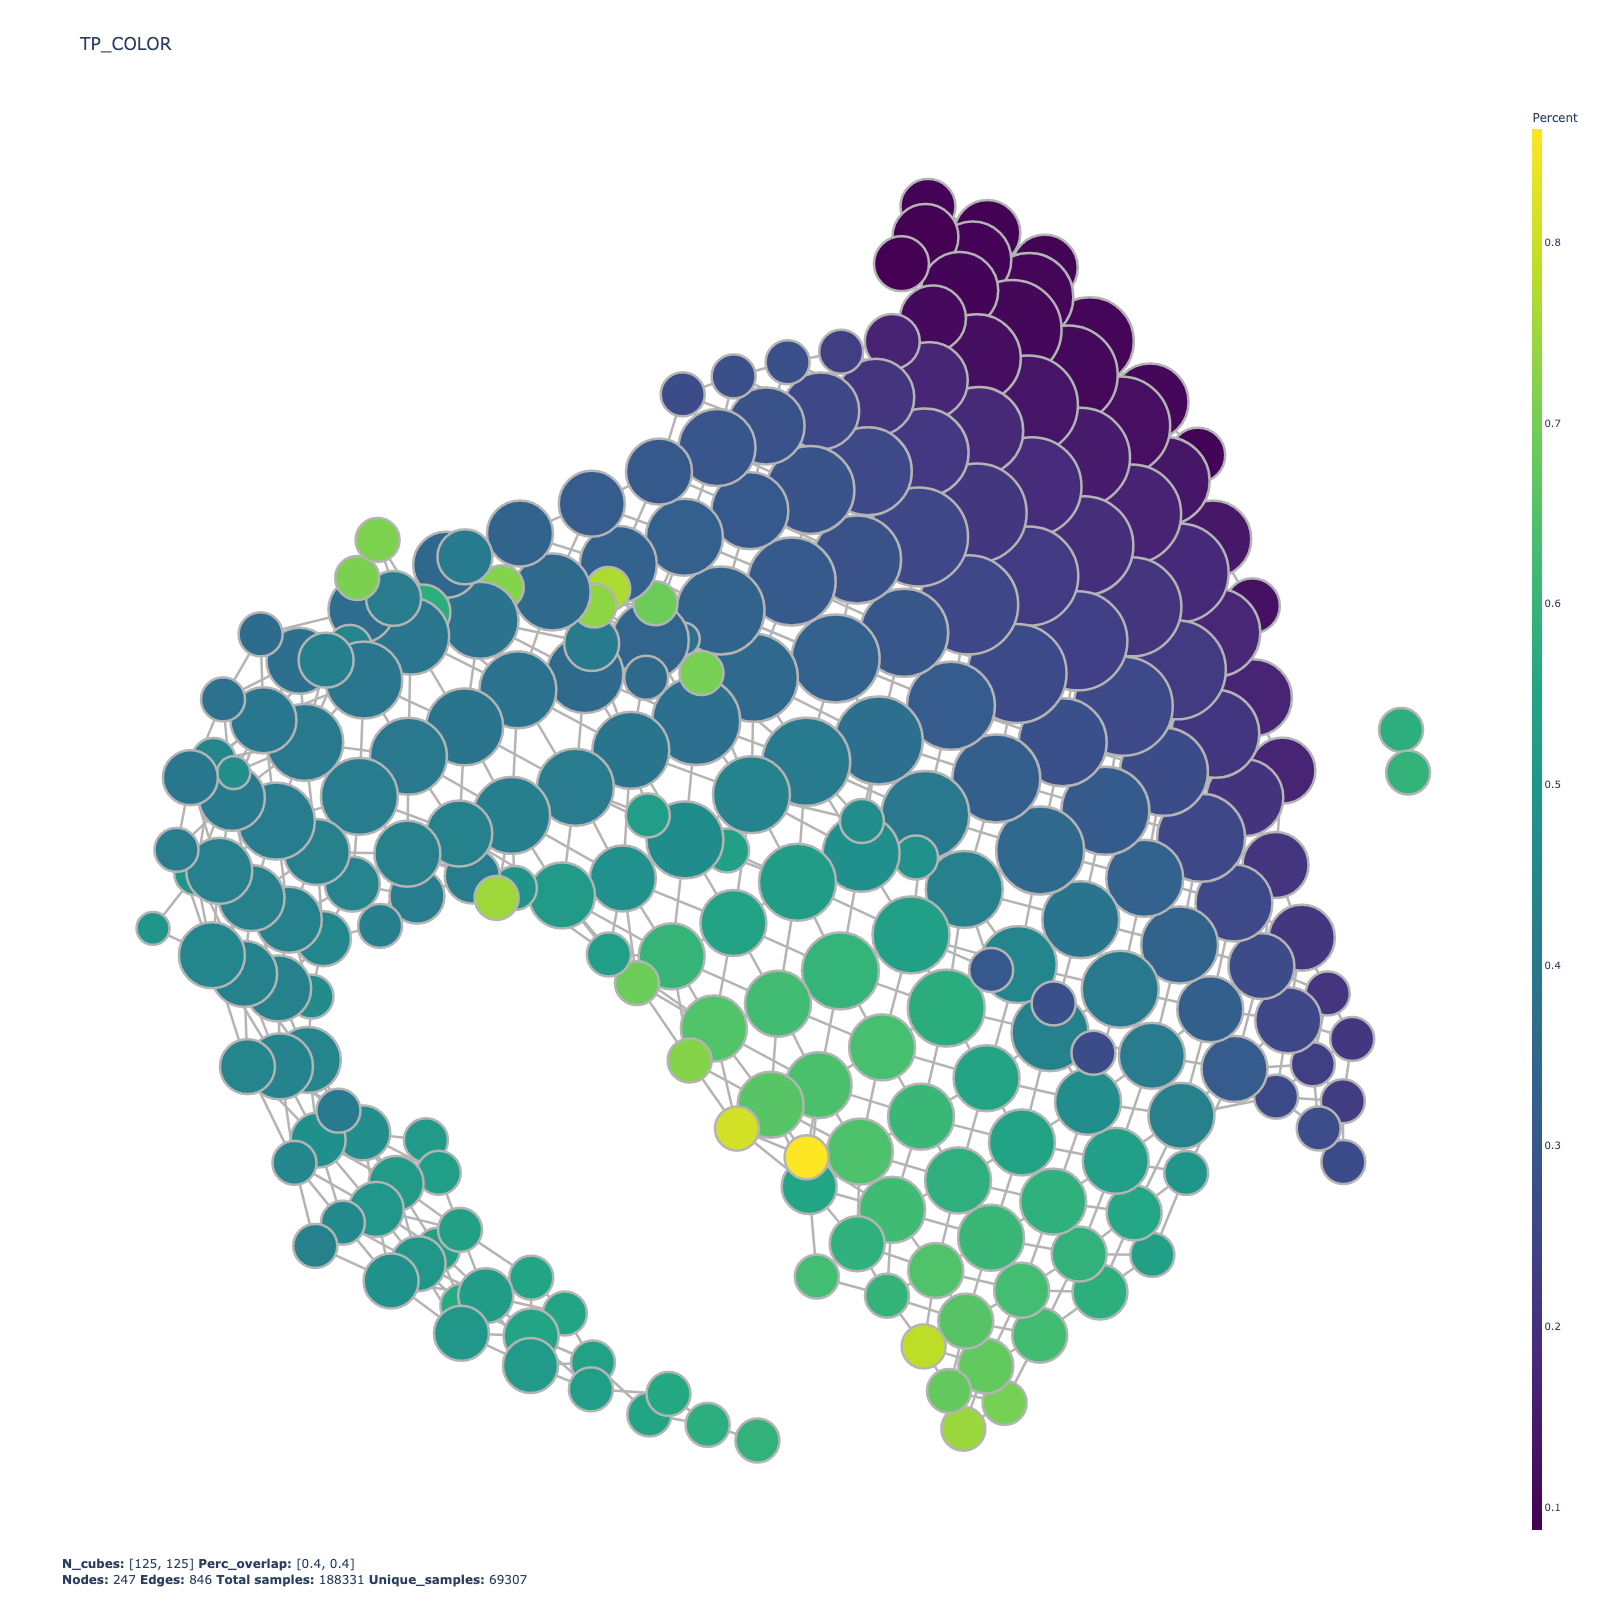 TP_COLOR
Percent
0.8
0.7
0.6
0.5
0.4
0.3
0.2
0.1
N_cubes: [125, 125] Perc_overlap: [0.4, 0.4]
Nodes: 247 Edges: 846 Total samples: 188331 Unique_samples: 69307